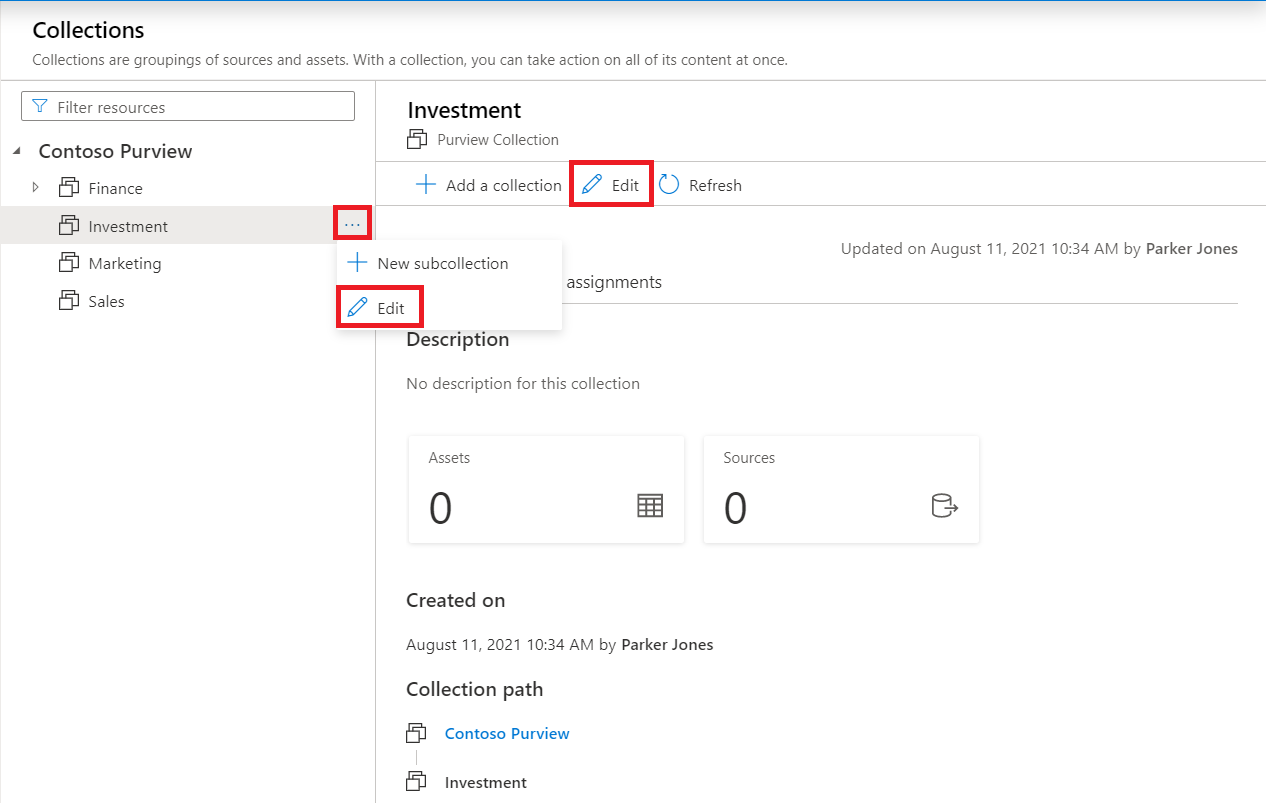 Collections
Collections are groupings of sources and assets. With a collection, you can take action on all of its content at once.
Filter resources
Contoso Purview
Finance
Investment
...
Marketing
Sales
New subcollection
Edit
Investment
Purview Collection
Add a collection
Edit
Refresh
Updated on August 11, 2021 10:34 AM by Parker Jones
assignments
Description
No description for this collection
Assets
0
Sources
0
Created on
August 11, 2021 10:34 AM by Parker Jones
Collection path
Contoso Purview
Investment